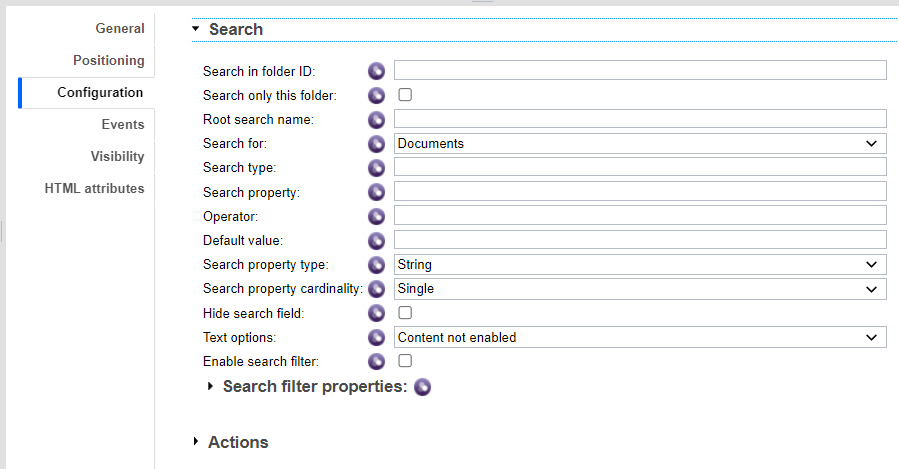 General
Positioning
Configuration
Events
Visibility
HTML attributes
Search
Search in folder ID:
Search only this folder:
Root search name:
Search for: Documents
Search type:
Search property:
Operator:
Default value:
Search property type: String
Search property cardinality: Single
Hide search field:
Text options: Content not enabled
Enable search filter:
Search filter properties:
Actions